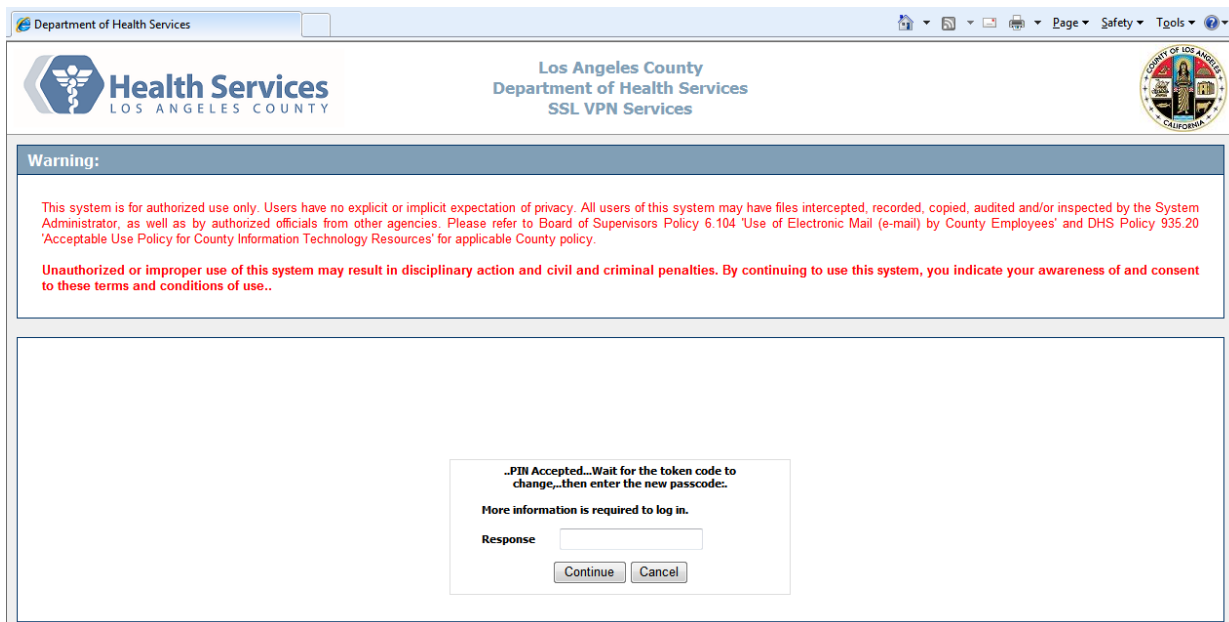 Department of Health Services
Page Safety Tools
Health Services
LOS ANGELES COUNTY
Los Angeles County
Department of Health Services
SSL VPN Services
COUNTY OF LOS ANGELES
CALIFORNIA
Warning:
This system is for authorized use only. Users have no explicit or implicit expectation of privacy. All users of this system may have files intercepted, recorded, copied, audited and/or inspected by the System
Administrator, as well as by authorized officials from other agencies. Please refer to Board of Supervisors Policy 6.104 'Use of Electronic Mail (e-mail) by County Employees' and DHS Policy 935.20
'Acceptable Use Policy for County Information Technology Resources' for applicable County policy.
Unauthorized or improper use of this system may result in disciplinary action and civil and criminal penalties. By continuing to use this system, you indicate your awareness of and consent
to these terms and conditions of use..
..PIN Accepted...Wait for the token code to
change,..then enter the new passcode:.
More information is required to log in.
Response
Continue Cancel